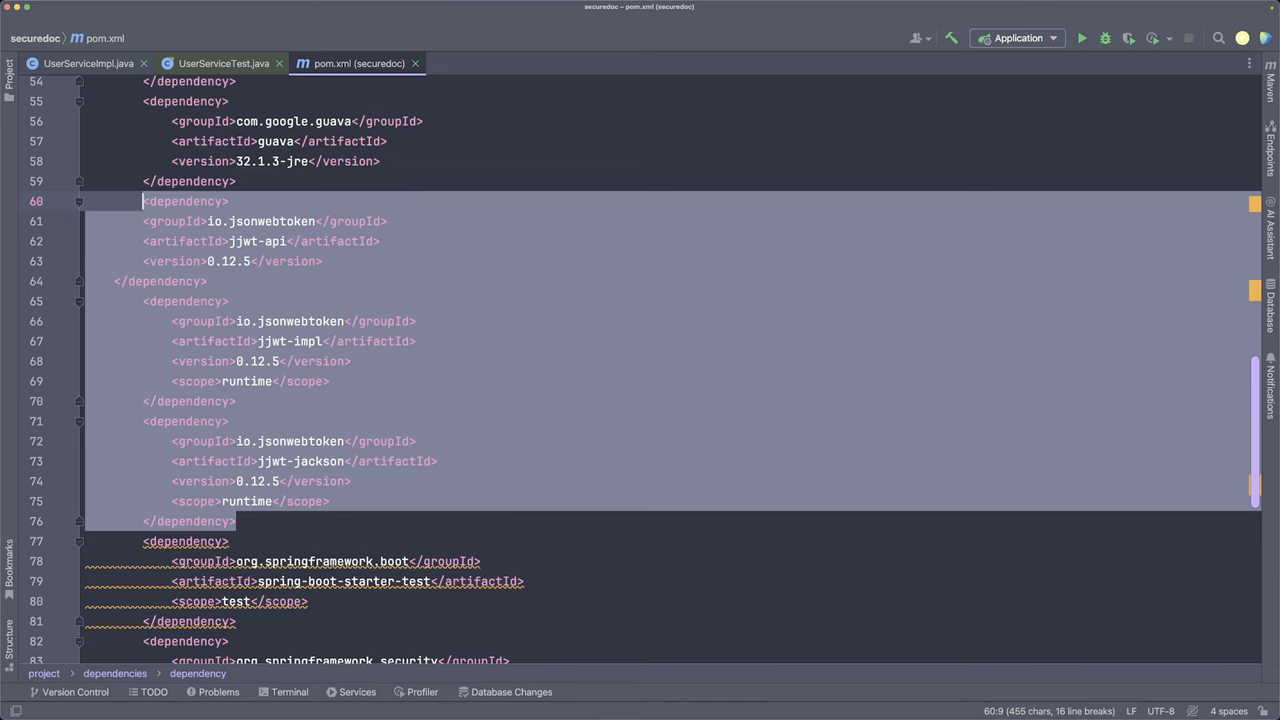 securedoc – pom.xml (securedoc)
securedoc
pom.xml
Application
UserServiceImpl.java
UserServiceTest.java
pom.xml (securedoc)
Project
Bookmarks
Structure
54 </dependency>
55 <dependency>
56 <groupId>com.google.guava</groupId>
57 <artifactId>guava</artifactId>
58 <version>32.1.3-jre</version>
59 </dependency>
60 <dependency>
61 <groupId>io.jsonwebtoken</groupId>
62 <artifactId>jjwt-api</artifactId>
63 <version>0.12.5</version>
64 </dependency>
65 <dependency>
66 <groupId>io.jsonwebtoken</groupId>
67 <artifactId>jjwt-impl</artifactId>
68 <version>0.12.5</version>
69 <scope>runtime</scope>
70 </dependency>
71 <dependency>
72 <groupId>io.jsonwebtoken</groupId>
73 <artifactId>jjwt-jackson</artifactId>
74 <version>0.12.5</version>
75 <scope>runtime</scope>
76 </dependency>
77 <dependency>
78 <groupId>org.springframework.boot</groupId>
79 <artifactId>spring-boot-starter-test</artifactId>
80 <scope>test</scope>
81 </dependency>
82 <dependency>
83 <groupId>org.springframework.security</groupId>
Maven
Endpoints
AI Assistant
Database
Notifications
project
dependencies
dependency
Version Control
TODO
Problems
Terminal
Services
Profiler
Database Changes
60:9 (455 chars, 16 line breaks)
LF
UTF-8
4 spaces